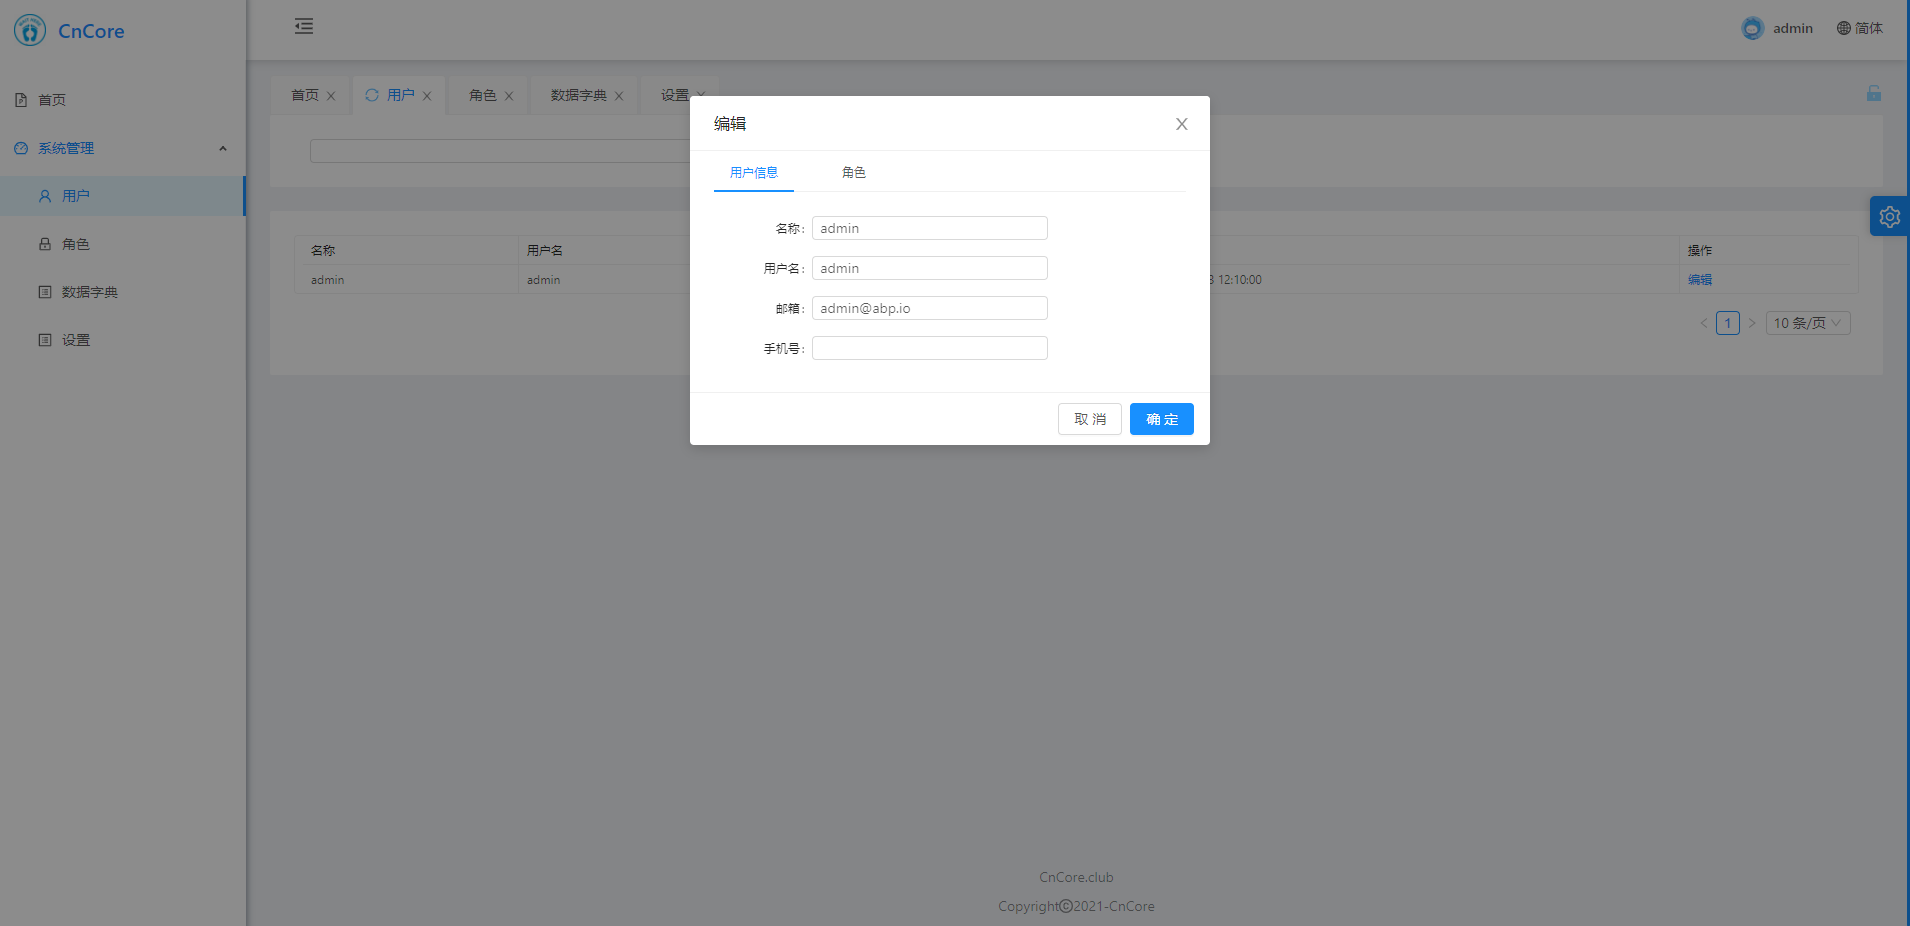 CnCore
admin 简体
首页
系统管理
用户
角色
数据字典
设置
首页 用户 角色 数据字典 设置
编辑
用户信息 角色
名称: admin
用户名: admin
邮箱: admin@abp.io
手机号:
取 消 确 定
名称 用户名 操作
admin admin 12:10:00 编辑
1 10 条/页
CnCore.club
Copyright©2021-CnCore